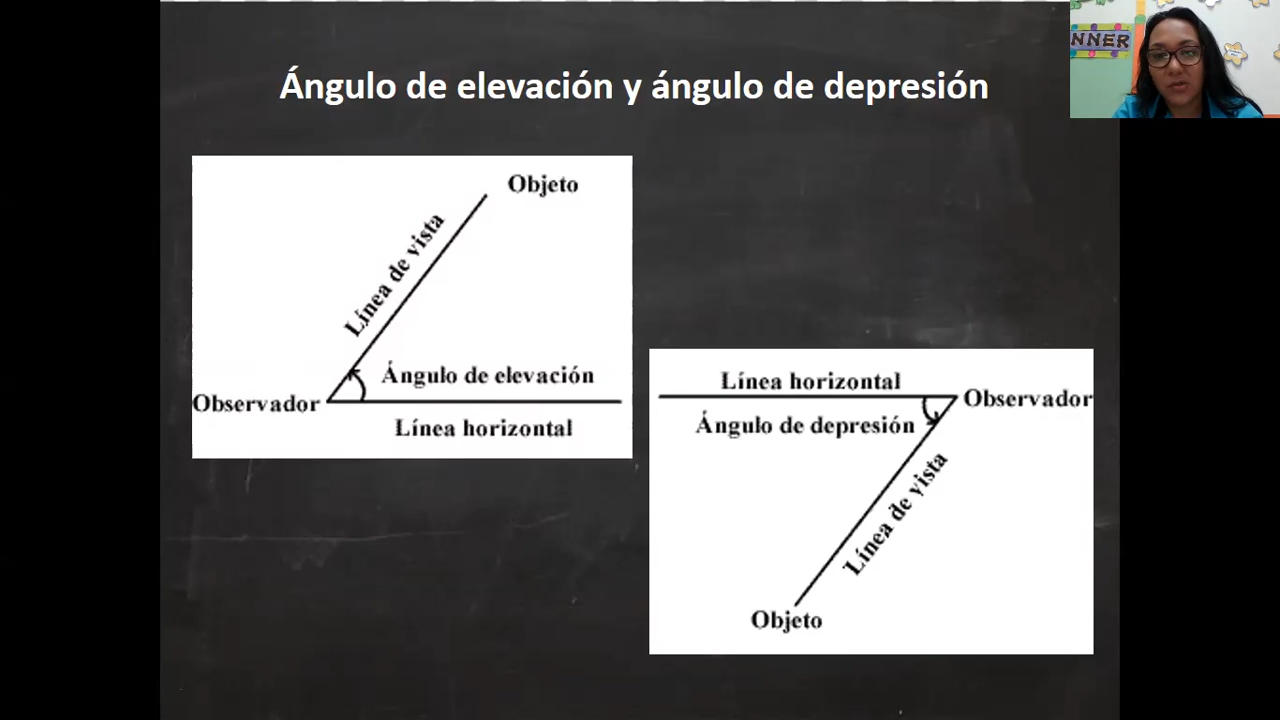 Ángulo de elevación y ángulo de depresión
Objeto
Línea de vista
Ángulo de elevación
Observador
Línea horizontal
Línea horizontal
Observador
Ángulo de depresión
Línea de vista
Objeto
NNER